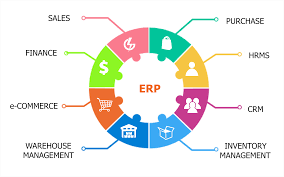 SALES
PURCHASE
FINANCE
HRMS
ERP
e-COMMERCE
CRM
WAREHOUSE
MANAGEMENT
INVENTORY
MANAGEMENT